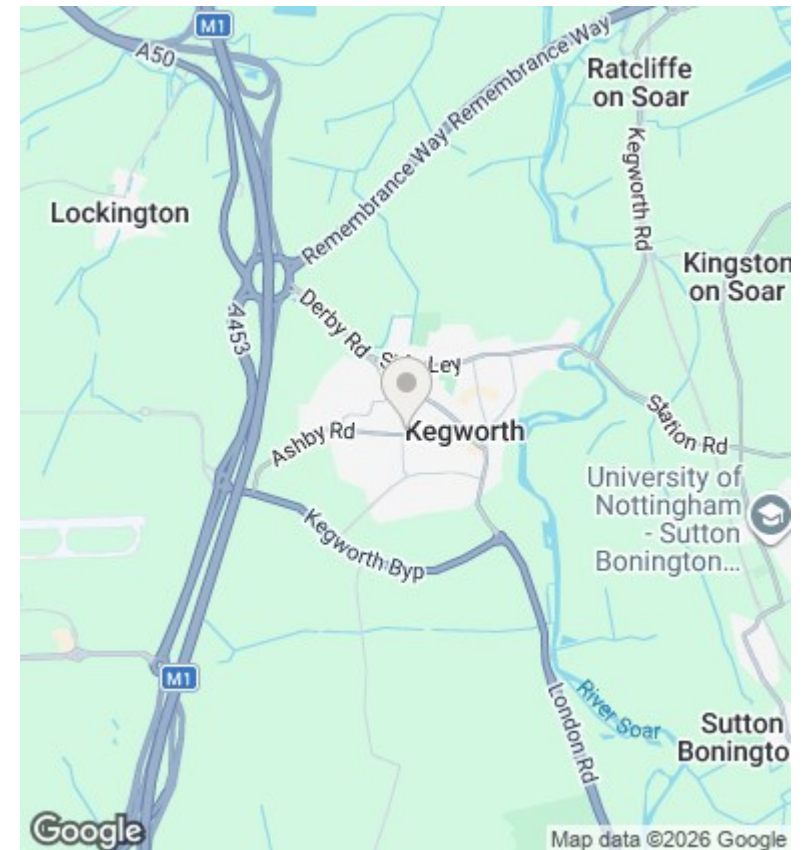 M1
A50
Remembrance Way
Remembrance Way
Ratcliffe
on Soar
Kegworth Rd
Lockington
Kingston
on Soar
A453
Derby Rd
Ley
Ashby Rd
Kegworth
Station Rd
University of
Nottingham
- Sutton
Bonington...
Kegworth Byp
M1
London Rd
River Soar
Sutton
Boningto
Google
Map data ©2026 Google